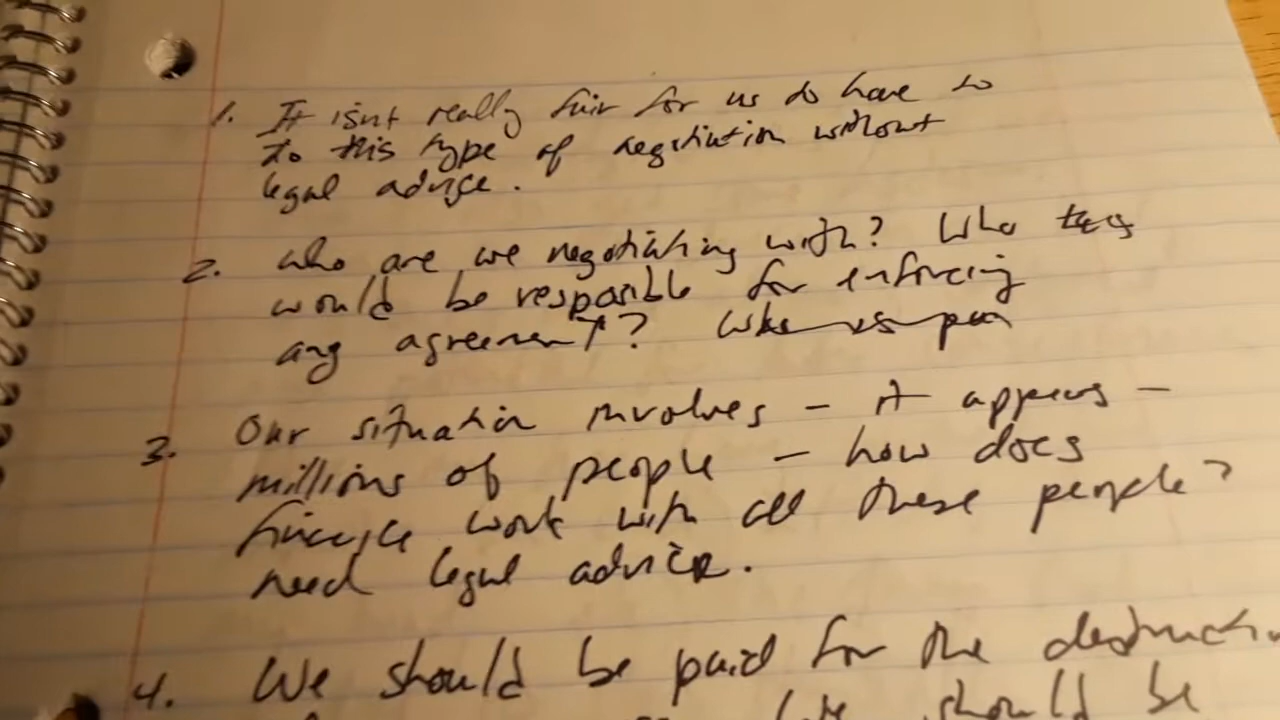 1. It isnt really fair for us to have to
to this type of negotiation without
legal advice.
2. who are we negotiating with? Who
would be responsible for enforcing
any agreement?
3. Our situation involves – it appears –
millions of people – how does
work with all these people?
need legal advice.
4. We should be paid for the
should be